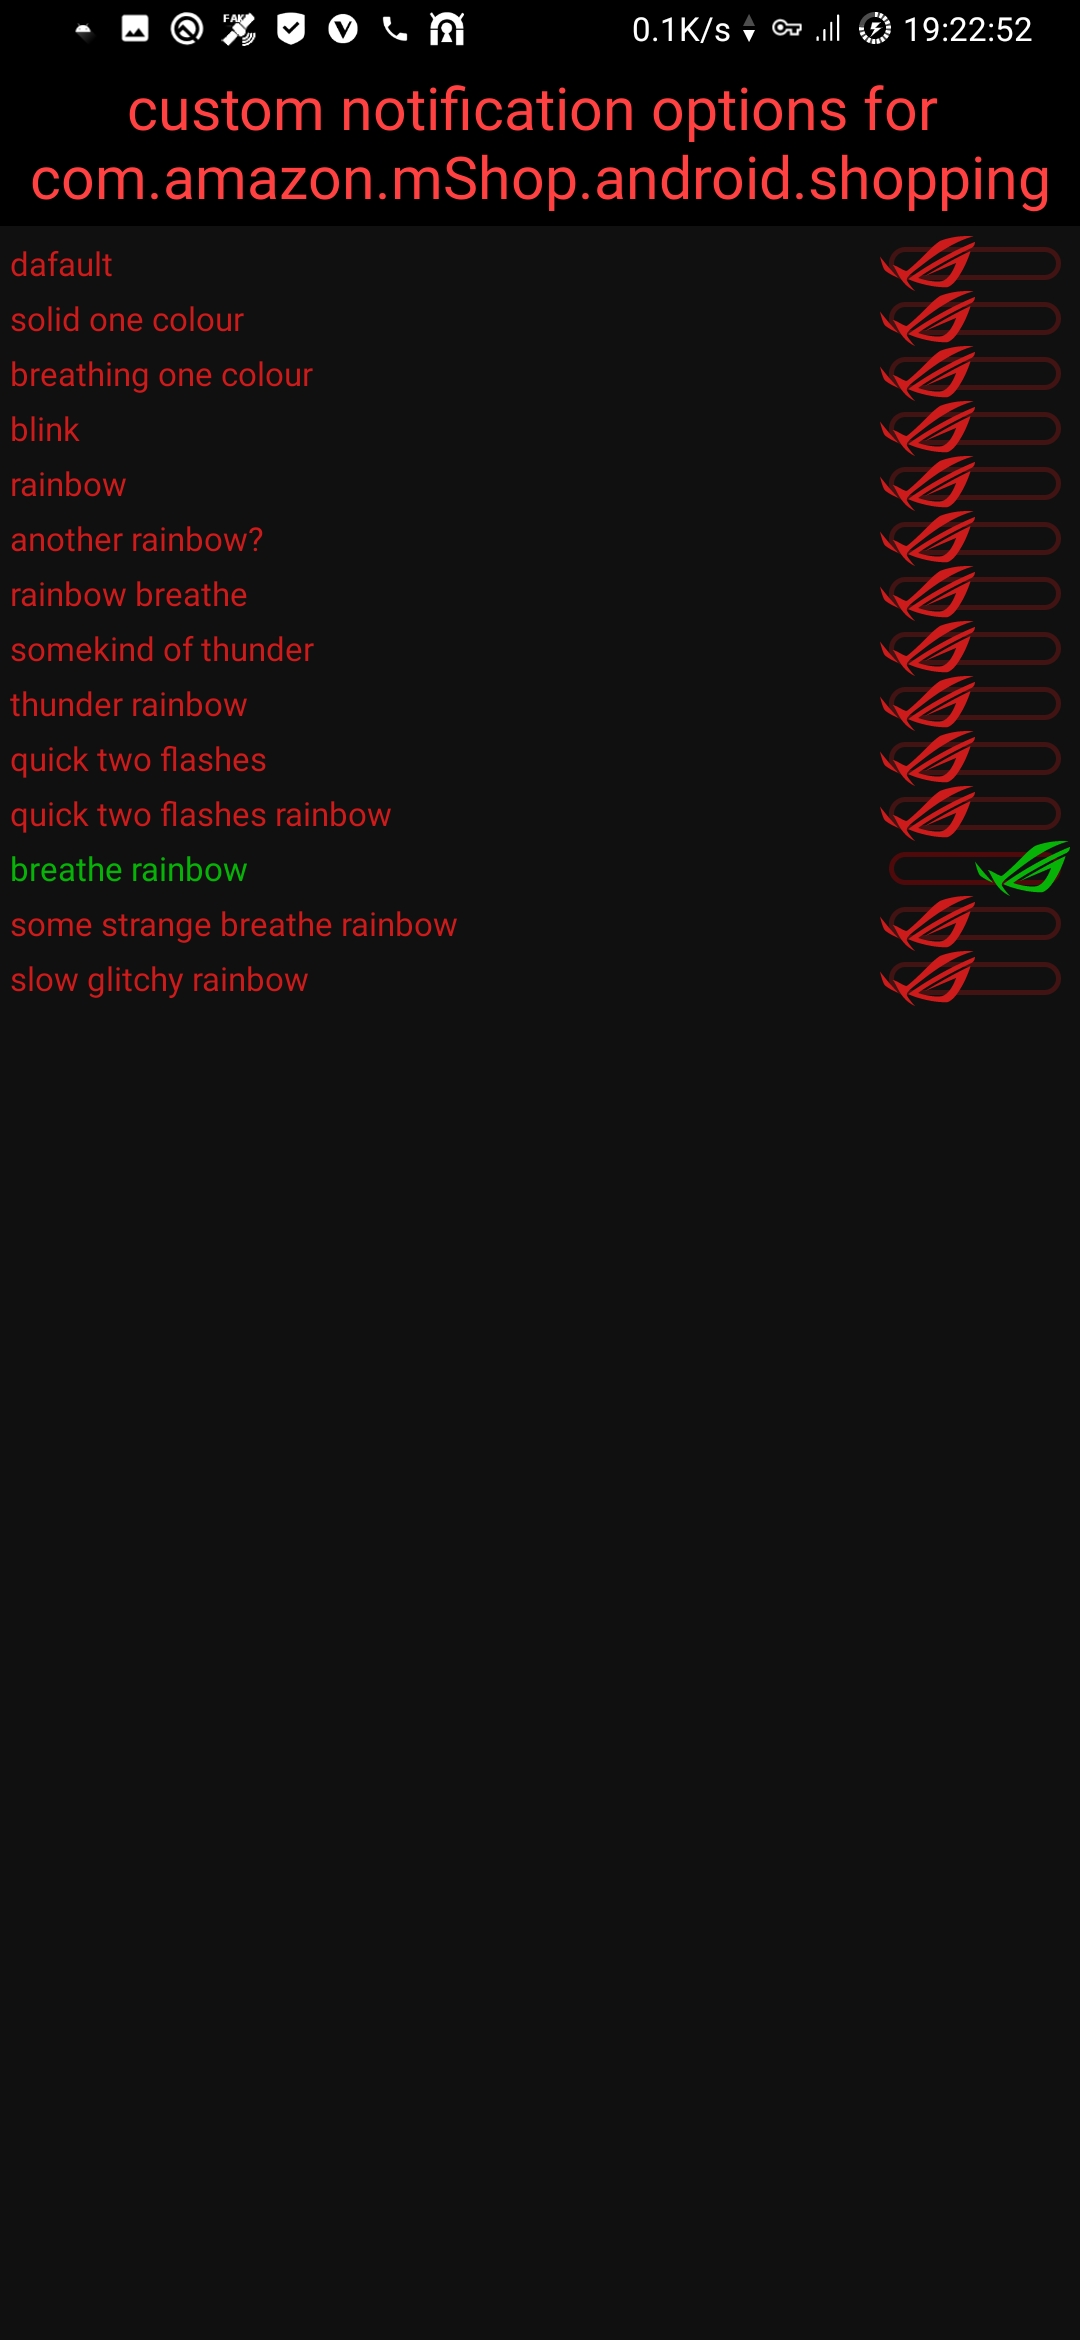 FAKE
0.1K/s
19:22:52
custom notification options for
com.amazon.mShop.android.shopping
dafault
solid one colour
breathing one colour
blink
rainbow
another rainbow?
rainbow breathe
somekind of thunder
thunder rainbow
quick two flashes
quick two flashes rainbow
breathe rainbow
some strange breathe rainbow
slow glitchy rainbow